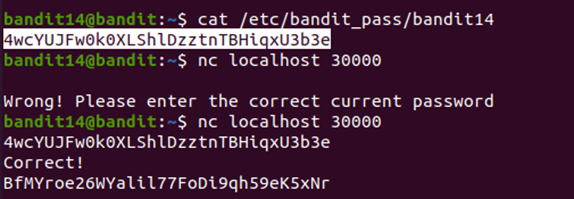 bandit14@bandit:~$ cat /etc/bandit_pass/bandit14
4wcYUJFw0k0XLShlDzztnTBHiqxU3b3e
bandit14@bandit:~$ nc localhost 30000
Wrong! Please enter the correct current password
bandit14@bandit:~$ nc localhost 30000
4wcYUJFw0k0XLShlDzztnTBHiqxU3b3e
Correct!
BfMYroe26WYalil77FoDi9qh59eK5xNr